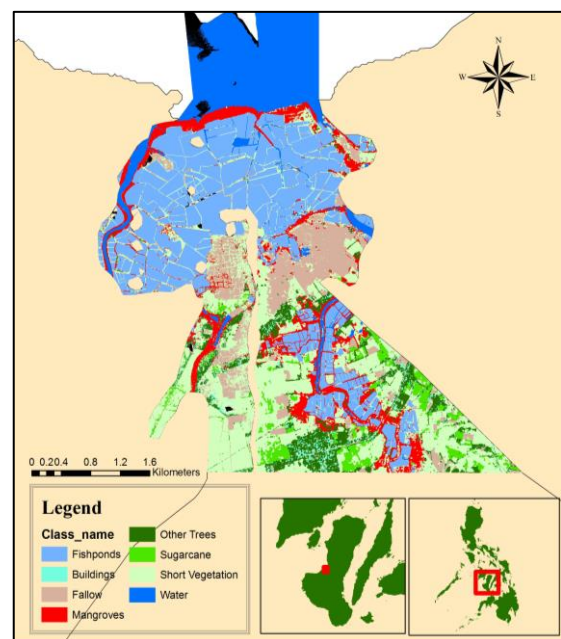 N
W E
S
0 0.20.4 0.8 1.2 1.6
Kilometers
Legend
Class_name
Fishponds
Buildings
Fallow
Mangroves
Other Trees
Sugarcane
Short Vegetation
Water